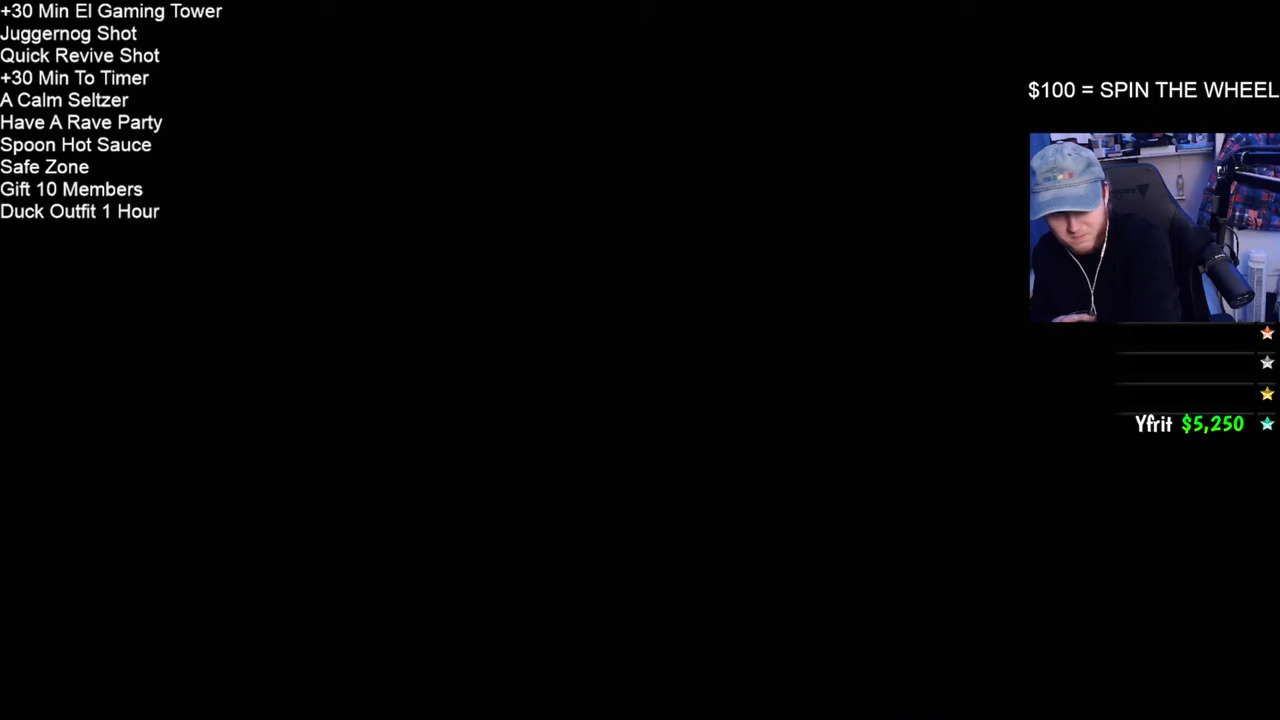 +30 Min El Gaming Tower
Juggernog Shot
Quick Revive Shot
+30 Min To Timer
A Calm Seltzer
Have A Rave Party
Spoon Hot Sauce
Safe Zone
Gift 10 Members
Duck Outfit 1 Hour
$100 = SPIN THE WHEEL
Yfrit $5,250